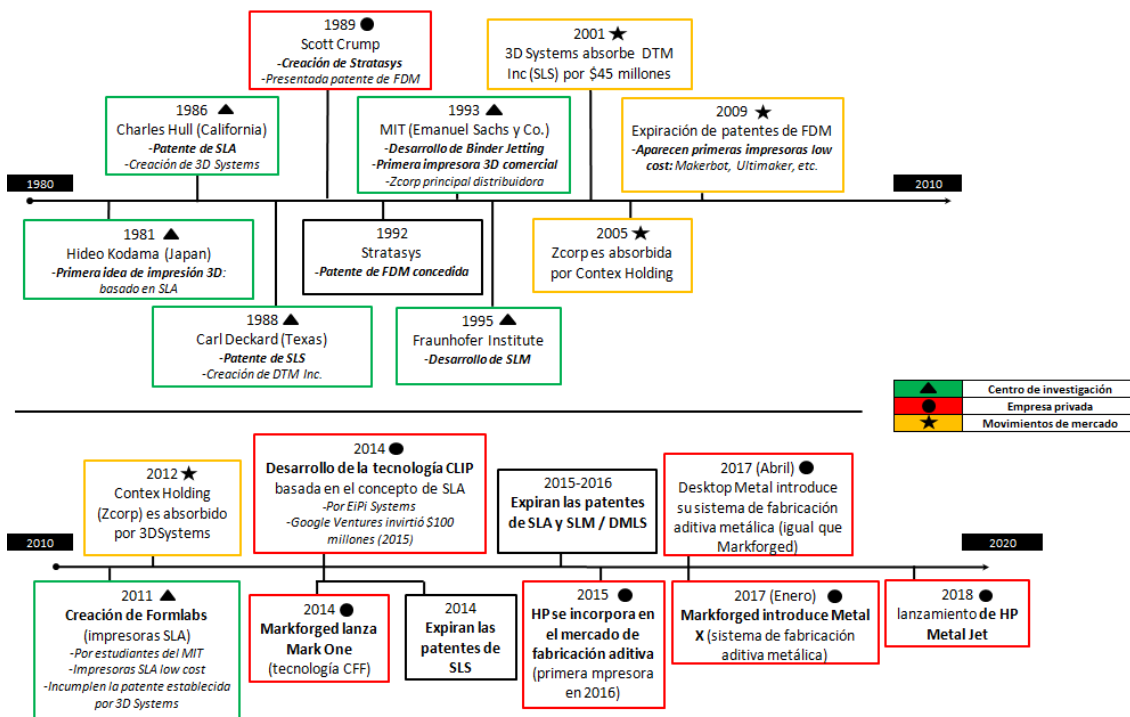 1989
Scott Crump
-Creación de Stratasys
-Presentada patente de FDM
2001
3D Systems absorbe DTM
Inc (SLS) por $45 millones
1986
Charles Hull (California)
-Patente de SLA
-Creación de 3D Systems
1993
MIT (Emanuel Sachs y Co.)
-Desarrollo de Binder Jetting
-Primera impresora 3D comercial
-Zcorp principal distribuidora
2009
Expiración de patentes de FDM
-Aparecen primeras impresoras low
cost: Makerbot, Ultimaker, etc.
1980
2010
1981
Hideo Kodama (Japan)
-Primera idea de impresión 3D:
basado en SLA
1992
Stratasys
-Patente de FDM concedida
2005
Zcorp es absorbida
por Contex Holding
1988
Carl Deckard (Texas)
-Patente de SLS
-Creación de DTM Inc.
1995
Fraunhofer Institute
-Desarrollo de SLM
Centro de investigación
Empresa privada
Movimientos de mercado
2012
Contex Holding
(Zcorp) es absorbido
por 3DSystems
2014
Desarrollo de la tecnología CLIP
basada en el concepto de SLA
-Por EiPi Systems
-Google Ventures invirtió $100
millones (2015)
2015-2016
Expiran las patentes
de SLA y SLM / DMLS
2017 (Abril)
Desktop Metal introduce
su sistema de fabricación
aditiva metálica (igual que
Markforged)
2010
2020
2011
Creación de Formlabs
(impresoras SLA)
-Por estudiantes del MIT
-Impresoras SLA low cost
-Incumplen la patente establecida
por 3D Systems
2014
Markforged lanza
Mark One
(tecnología CFF)
2014
Expiran las
patentes de
SLS
2015
HP se incorpora en
el mercado de
fabricación aditiva
(primera mpresora
en 2016)
2017 (Enero)
Markforged introduce Metal
X (sistema de fabricación
aditiva metálica)
2018
lanzamiento de HP
Metal Jet